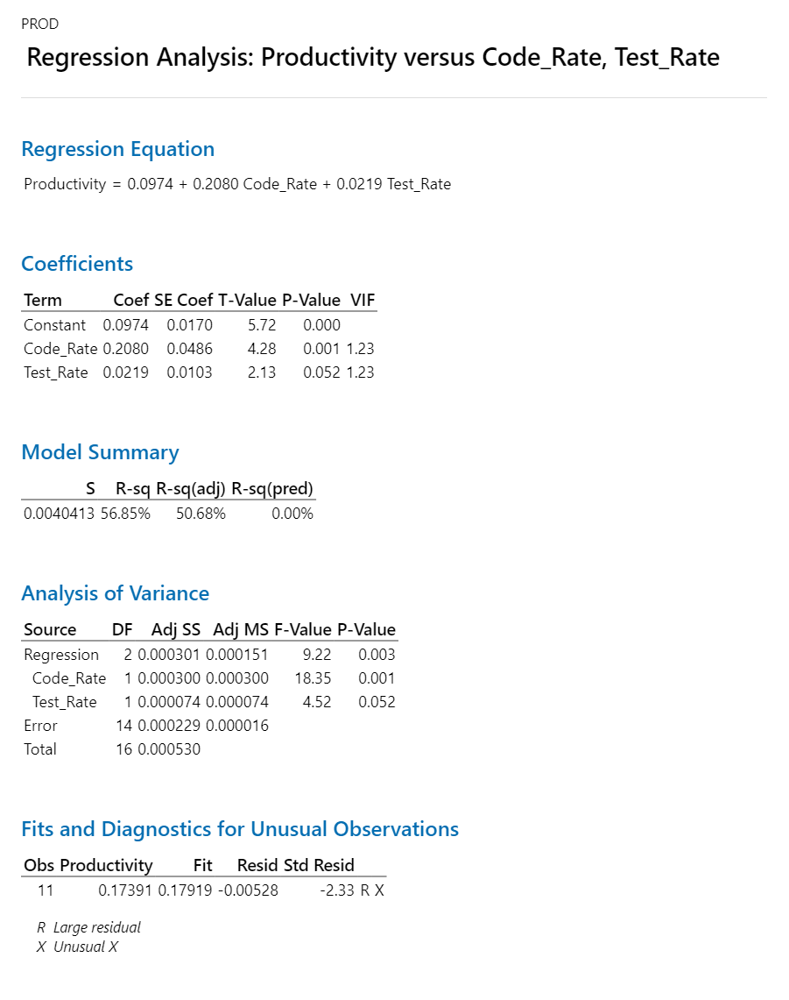 PROD
Regression Analysis: Productivity versus Code_Rate, Test_Rate
Regression Equation
Productivity = 0.0974 + 0.2080 Code_Rate + 0.0219 Test_Rate
Coefficients
Term Coef SE Coef T-Value P-Value VIF
Constant 0.0974 0.0170 5.72 0.000
Code_Rate 0.2080 0.0486 4.28 0.001 1.23
Test_Rate 0.0219 0.0103 2.13 0.052 1.23
Model Summary
S R-sq R-sq(adj) R-sq(pred)
0.0040413 56.85% 50.68% 0.00%
Analysis of Variance
Source DF Adj SS Adj MS F-Value P-Value
Regression 2 0.000301 0.000151 9.22 0.003
Code_Rate 1 0.000300 0.000300 18.35 0.001
Test_Rate 1 0.000074 0.000074 4.52 0.052
Error 14 0.000229 0.000016
Total 16 0.000530
Fits and Diagnostics for Unusual Observations
Obs Productivity Fit Resid Std Resid
11 0.17391 0.17919 -0.00528 -2.33 R X
R Large residual
X Unusual X